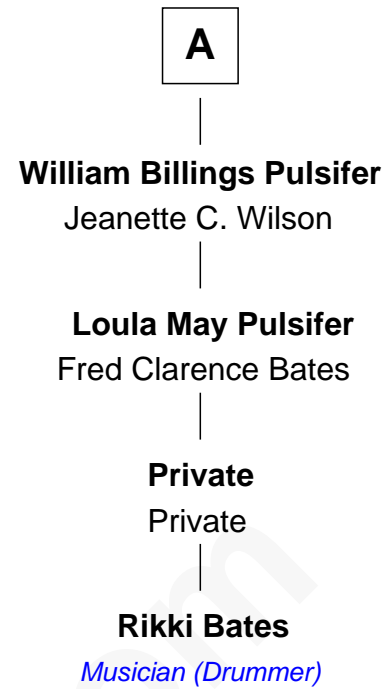 A
William Billings Pulsifer
Jeanette C. Wilson
Loula May Pulsifer
Fred Clarence Bates
Private
Private
Rikki Bates
Musician (Drummer)